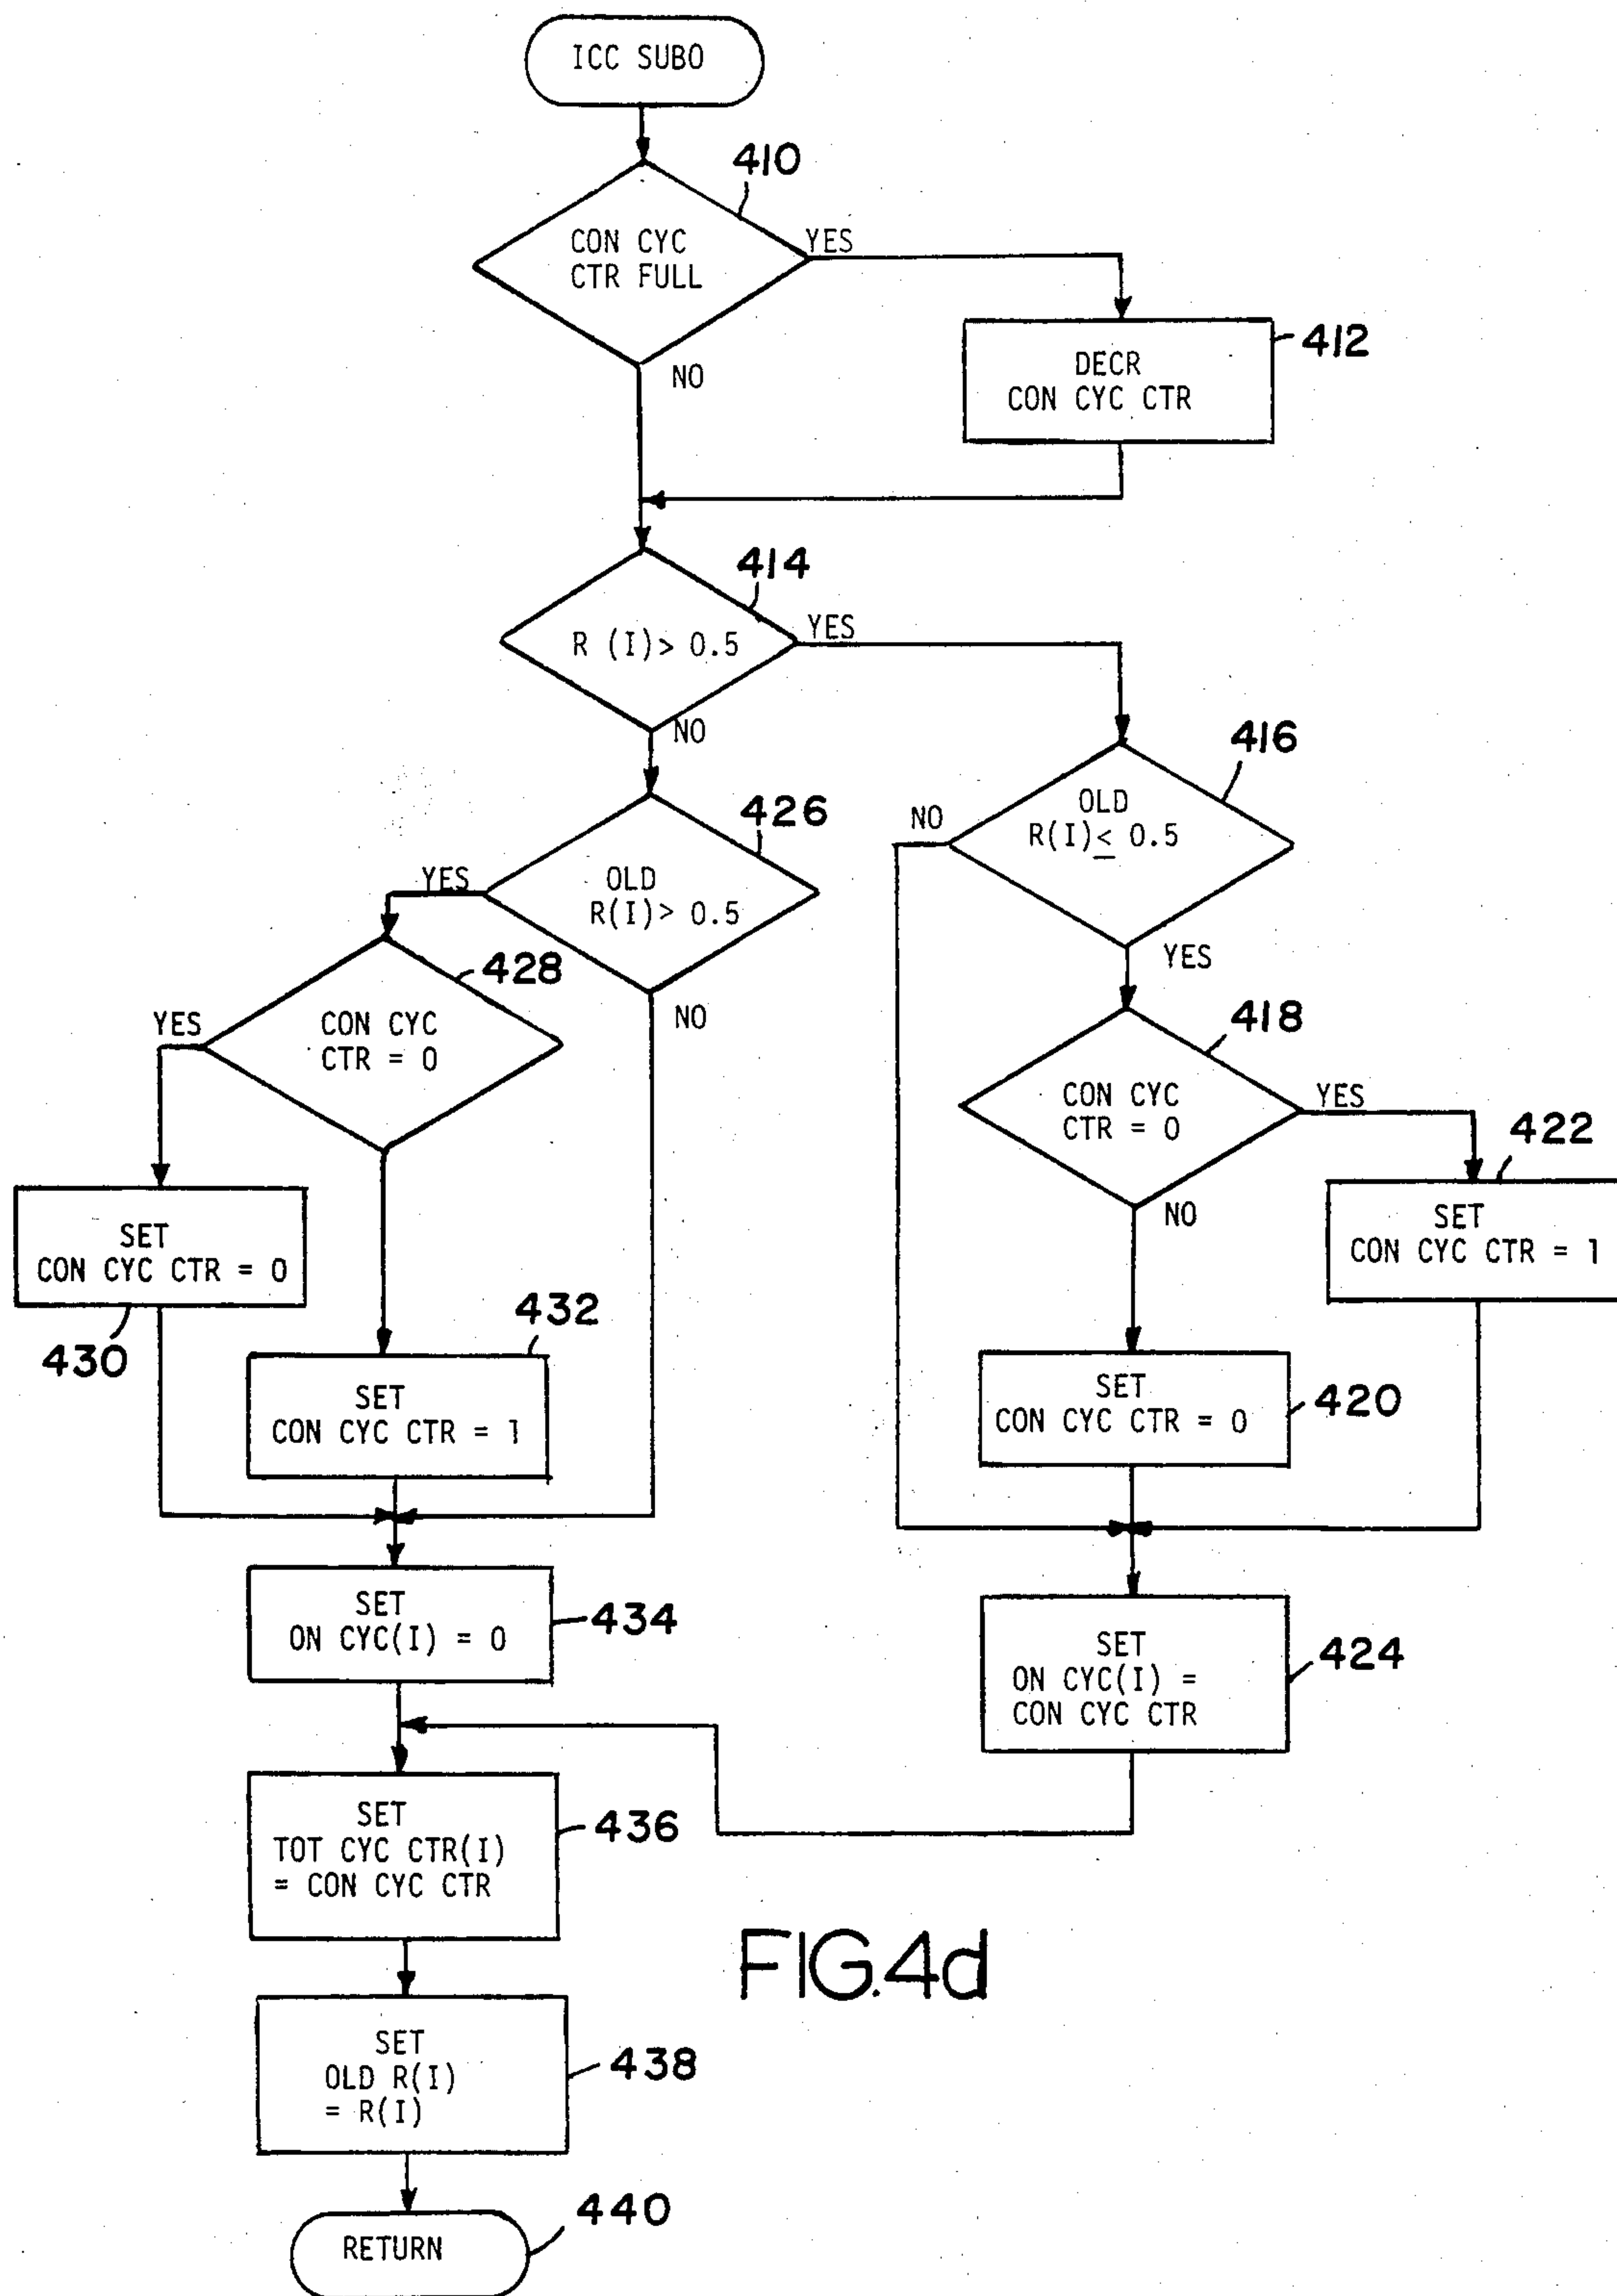 ICC SUBO
410
CON CYC
CTR FULL
YES
NO
412
DECR
CON CYC CTR
414
R (I)> 0.5
YES
NO
416
OLD
R(I)≤ 0.5
NO
YES
426
OLD
R(I)> 0.5
YES
NO
428
CON CYC
CTR = 0
YES
418
CON CYC
CTR = 0
YES
NO
422
SET
CON CYC CTR = 1
SET
CON CYC CTR = 0
430
432
SET
CON CYC CTR = 1
SET
CON CYC CTR = 0
420
SET
ON CYC(I) = 0
434
SET
ON CYC(I) =
CON CYC CTR
424
SET
TOT CYC CTR(I)
= CON CYC CTR
436
FIG.4d
SET
OLD R(I)
= R(I)
438
440
RETURN